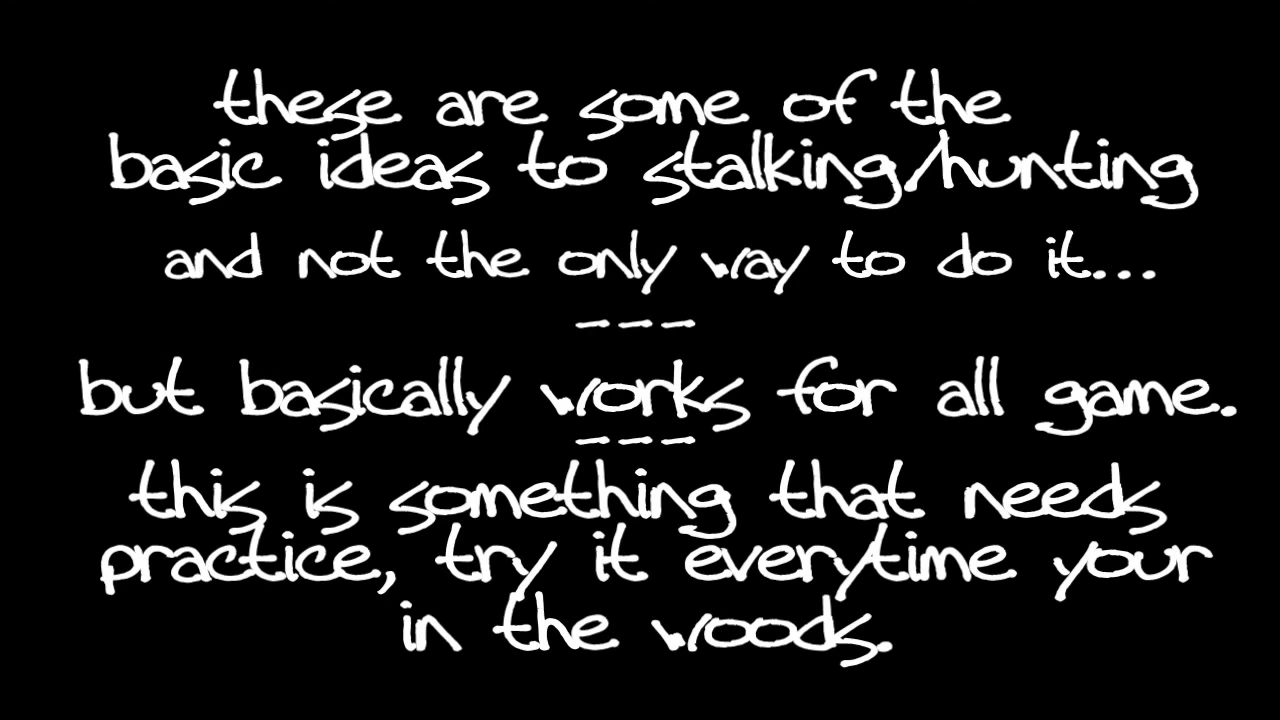 these are some of the
basic ideas to stalking/hunting
and not the only way to do it...
---
but basically works for all game.
---
this is something that needs
practice, try it everytime your
in the woods.